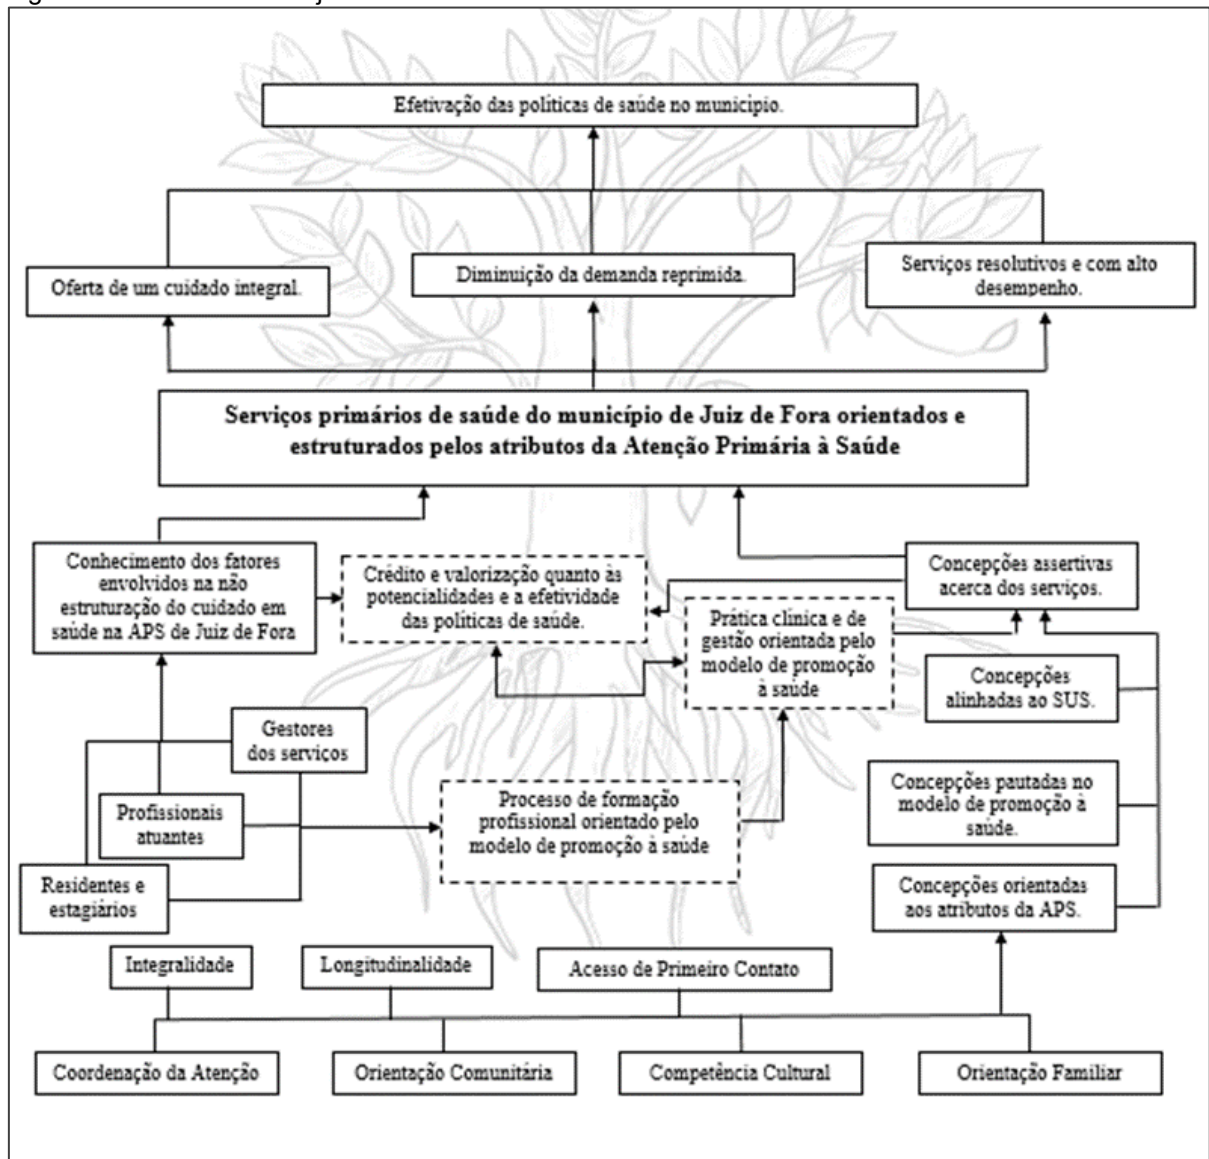 Efetivação das políticas de saúde no município.
Oferta de um cuidado integral.
Diminuição da demanda reprimida.
Serviços resolutivos e com alto
desempenho.
Serviços primários de saúde do município de Juiz de Fora orientados e
estruturados pelos atributos da Atenção Primária à Saúde
Conhecimento dos fatores
envolvidos na não
estruturação do cuidado em
saúde na APS de Juiz de Fora
Crédito e valorização quanto às
potencialidades e a efetividade
das políticas de saúde.
Concepções assertivas
acerca dos serviços.
Prática clínica e de
gestão orientada pelo
modelo de promoção
à saúde
Concepções
alinhadas ao SUS.
Gestores
dos serviços
Profissionais
atuantes
Processo de formação
profissional orientado pelo
modelo de promoção à saúde
Concepções pautadas no
modelo de promoção à
saúde.
Residentes e
estagiários
Concepções orientadas
aos atributos da APS.
Integralidade
Longitudinalidade
Acesso de Primeiro Contato
Coordenação da Atenção
Orientação Comunitária
Competência Cultural
Orientação Familiar